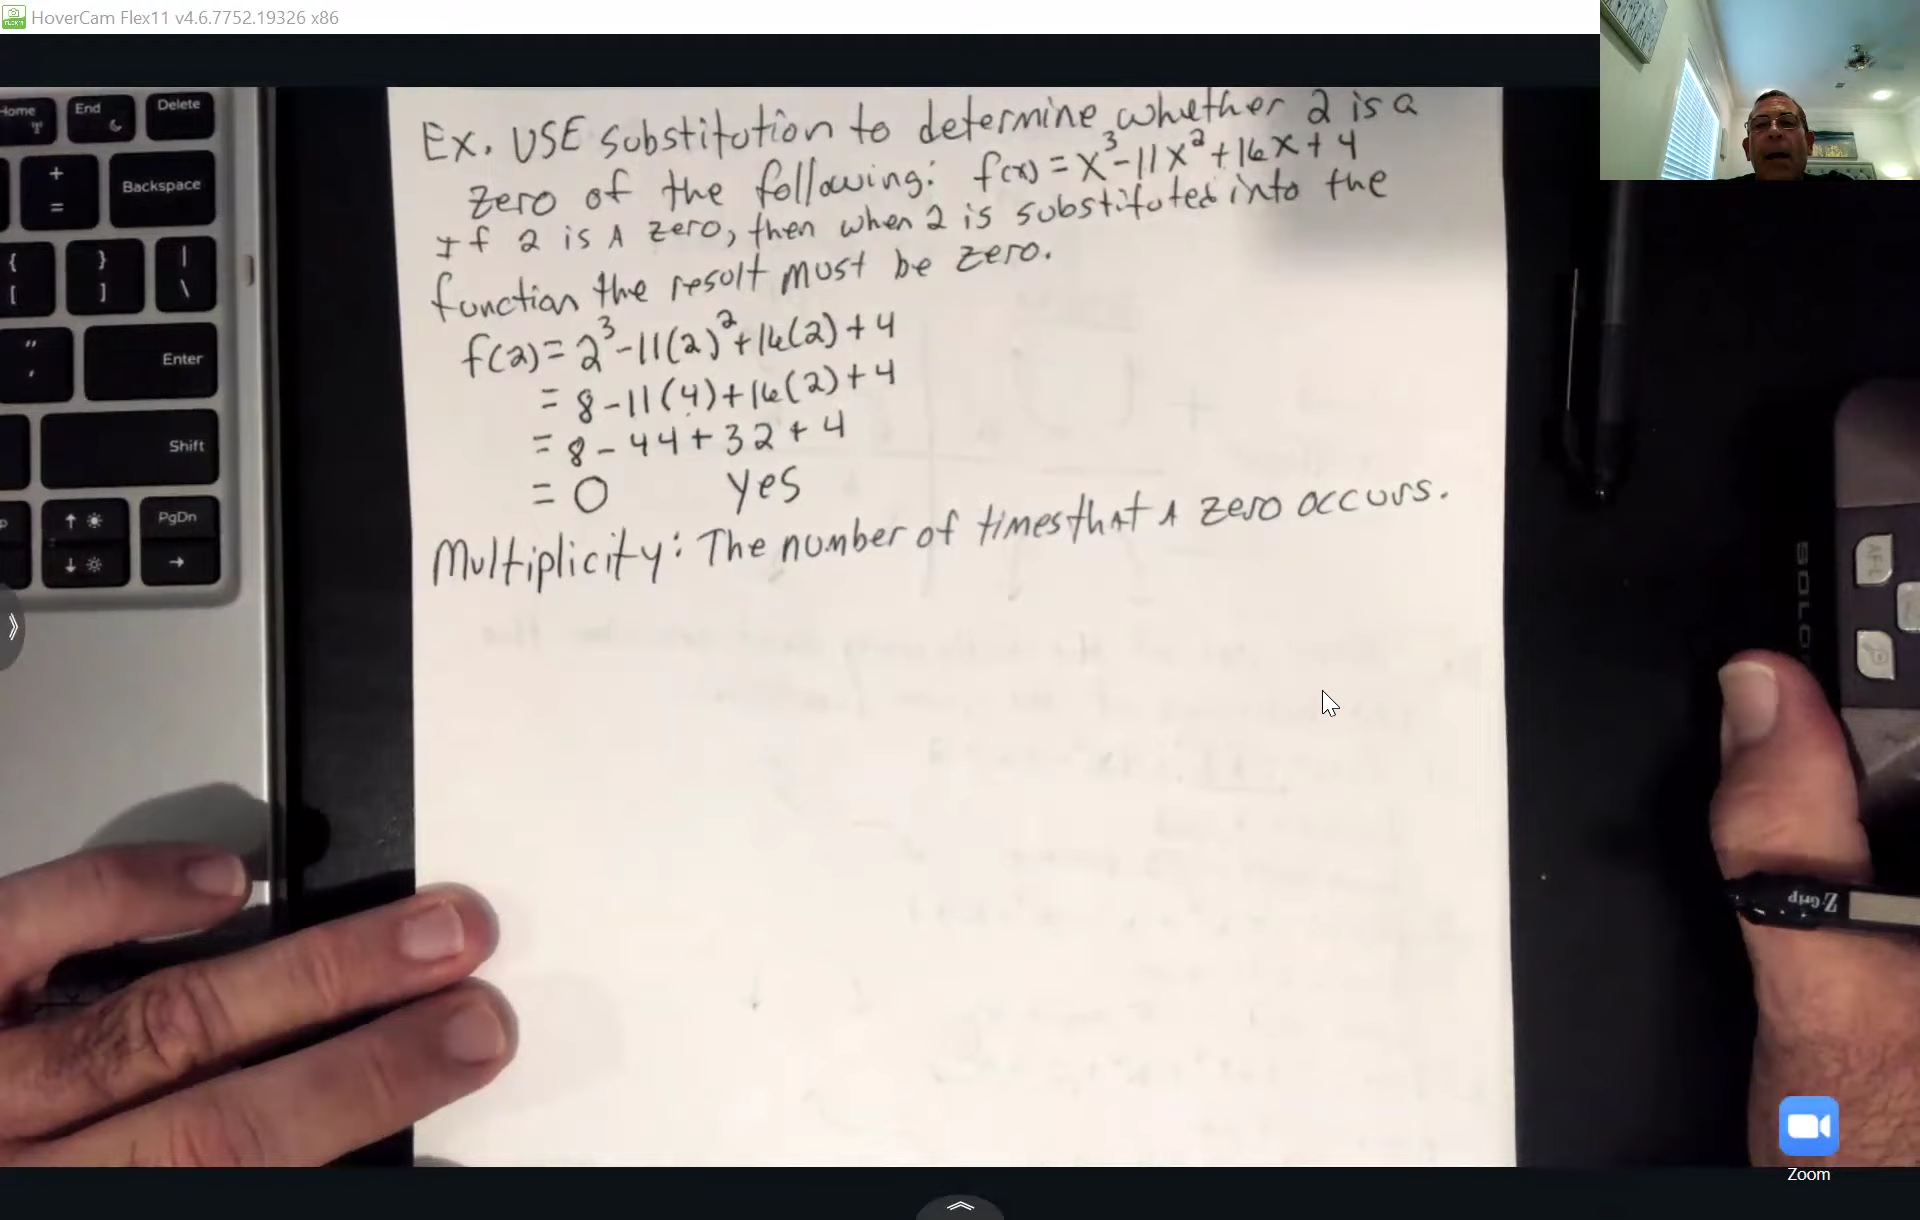 HoverCam Flex11 v4.6.7752.19326 x86
Home
End
Delete
+
=
Backspace
{
[
}
]
|
\
"
,
Enter
Shift
↑
PgDn
↓
→
Ex. USE substitution to determine whether 2 is a
zero of the following: f(x) = x³-11x²+16x+4
If 2 is A zero, then when 2 is substituted into the
function the result must be zero.
f(2) = 2³-11(2)²+16(2)+4
= 8-11(4)+16(2)+4
= 8-44+32+4
= 0 yes
Multiplicity: The number of times that A zero occurs.
AFL
Z-Grip
Zoom